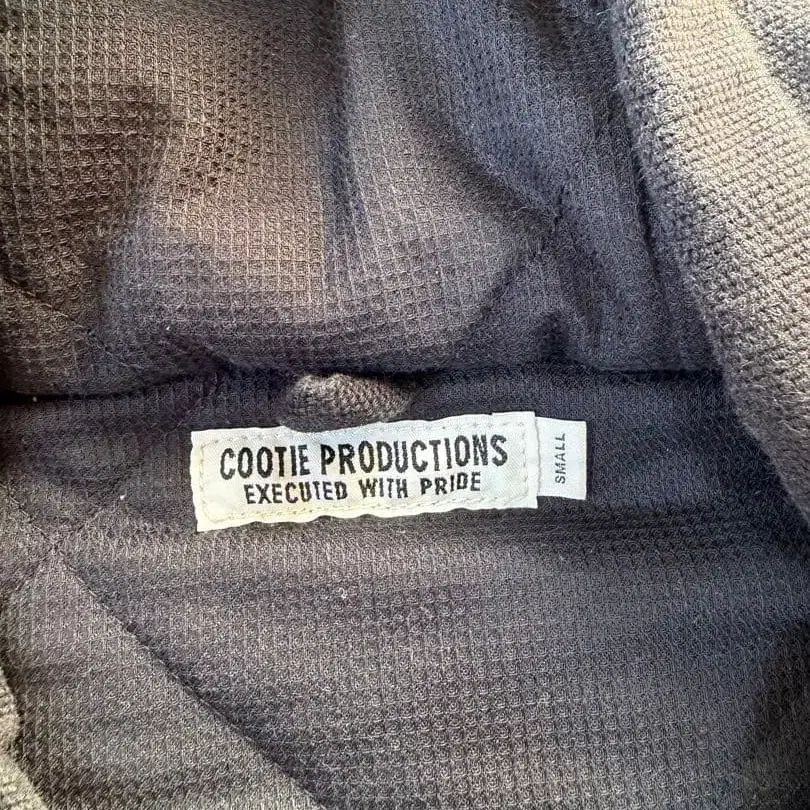 COOTIE PRODUCTIONS
EXECUTED WITH PRIDE
SMALL